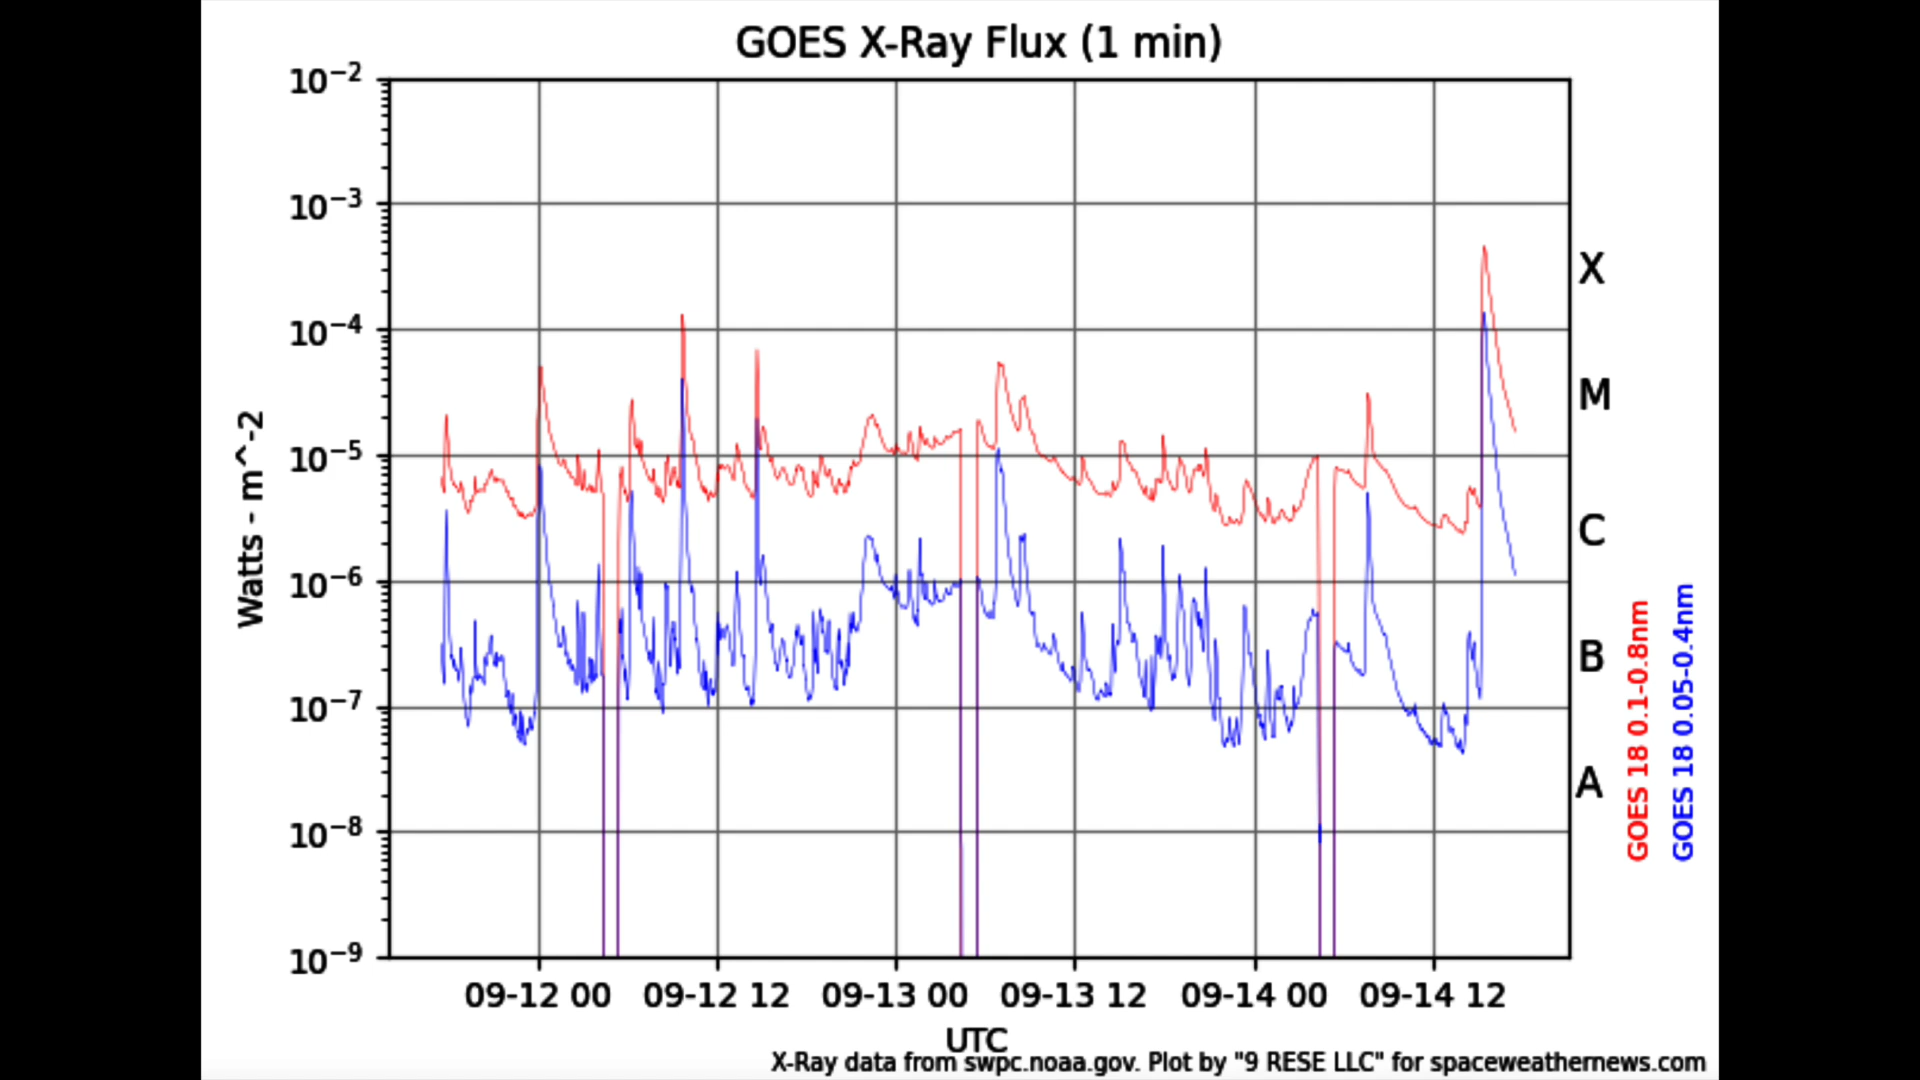 GOES X-Ray Flux (1 min)
10−2
10−3
10−4
10−5
10−6
10−7
10−8
10−9
Watts - m^-2
X
M
C
B
A
GOES 18 0.1-0.8nm
GOES 18 0.05-0.4nm
09-12 00 09-12 12 09-13 00 09-13 12 09-14 00 09-14 12
UTC
X-Ray data from swpc.noaa.gov. Plot by "9 RESE LLC" for spaceweathernews.com